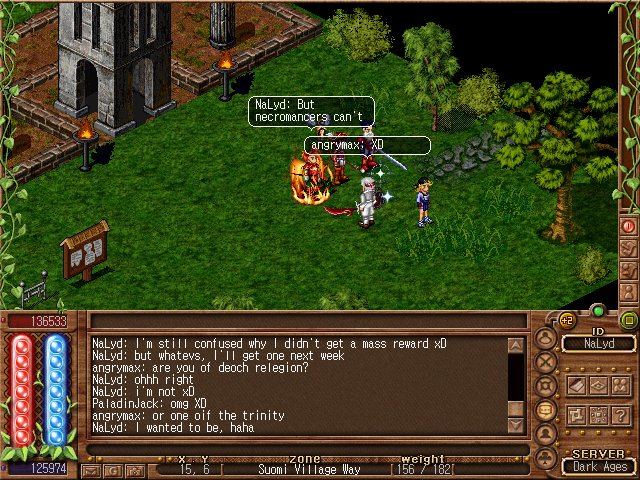 NaLyd: But
necromancers can't
angrymax: XD
136533
NaLyd: I'm still confused why I didn't get a mass reward xD
NaLyd: but whatevs, I'll get one next week
angrymax: are you of deoch relegion?
NaLyd: ohhh right
NaLyd: i'm not xD
PaladinJack: omg XD
angrymax: or one oif the trinity
NaLyd: I wanted to be, haha
+2
ID
NaLyd
?
SERVER
Dark Ages
125974
x y zone weight
15, 6 Suomi Village Way 156 / 182
G